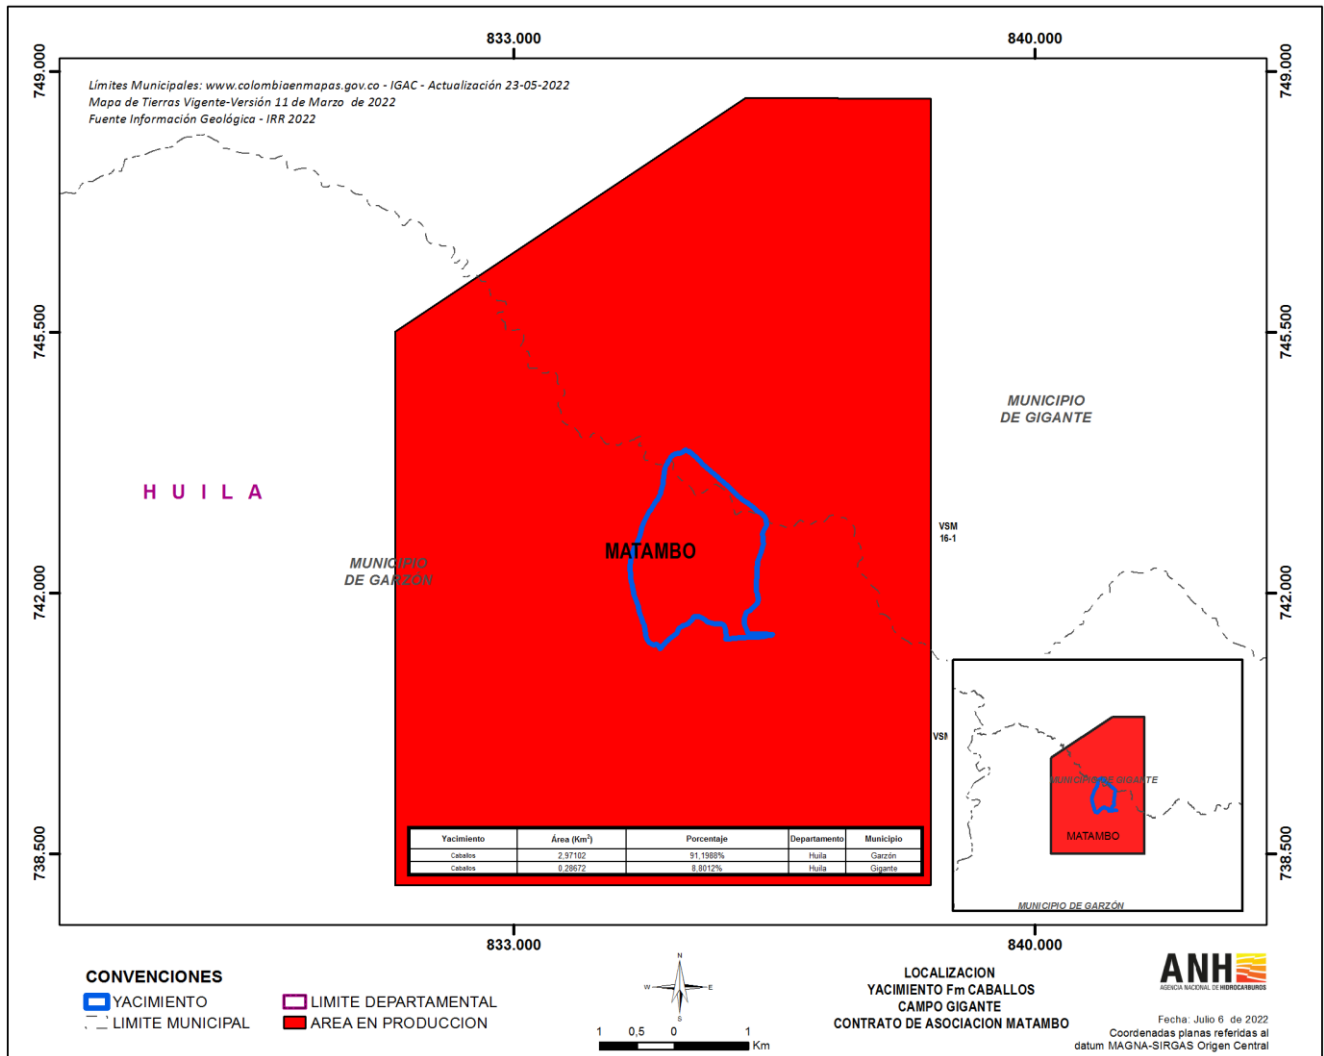 833.000
840.000
749.000
749.000
Límites Municipales: www.colombiaenmapas.gov.co - IGAC - Actualización 23-05-2022
Mapa de Tierras Vigente-Versión 11 de Marzo de 2022
Fuente Información Geológica - IRR 2022
745.500
745.500
MUNICIPIO
DE GIGANTE
H U I L A
VSM
16-1
MATAMBO
MUNICIPIO
DE GARZÓN
742.000
742.000
VSM
MUNICIPIO DE GIGANTE
MATAMBO
MUNICIPIO DE GARZÓN
738.500
738.500
Yacimiento Área (Km²) Porcentaje Departamento Municipio
Caballos 2,97102 91,1988% Huila Garzón
Caballos 0,28672 8,8012% Huila Gigante
833.000
840.000
CONVENCIONES
YACIMIENTO
LIMITE DEPARTAMENTAL
LIMITE MUNICIPAL
AREA EN PRODUCCION
N
W E
S
1 0,5 0 1
Km
LOCALIZACION
YACIMIENTO Fm CABALLOS
CAMPO GIGANTE
CONTRATO DE ASOCIACION MATAMBO
ANH
AGENCIA NACIONAL DE HIDROCARBUROS
Fecha: Julio 6 de 2022
Coordenadas planas referidas al
datum MAGNA-SIRGAS Origen Central